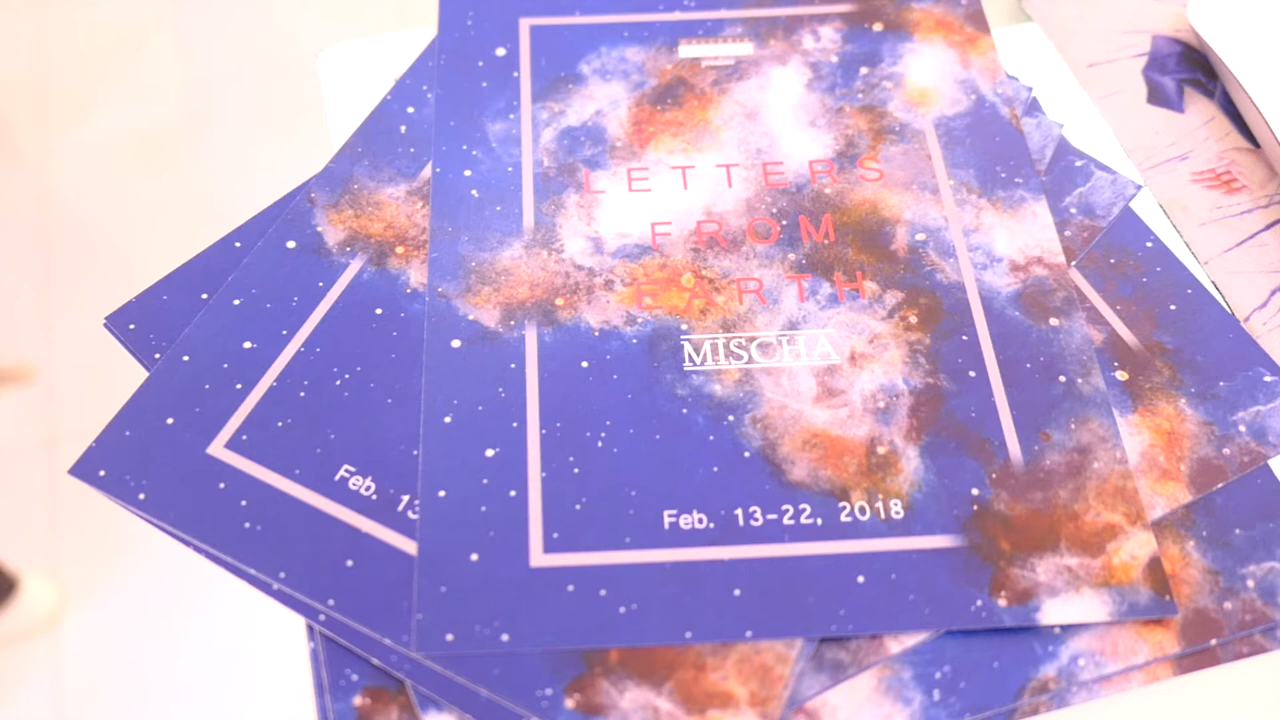 LETTERS
FROM
EARTH
MISCHA
Feb. 13-22, 2018
Feb. 13